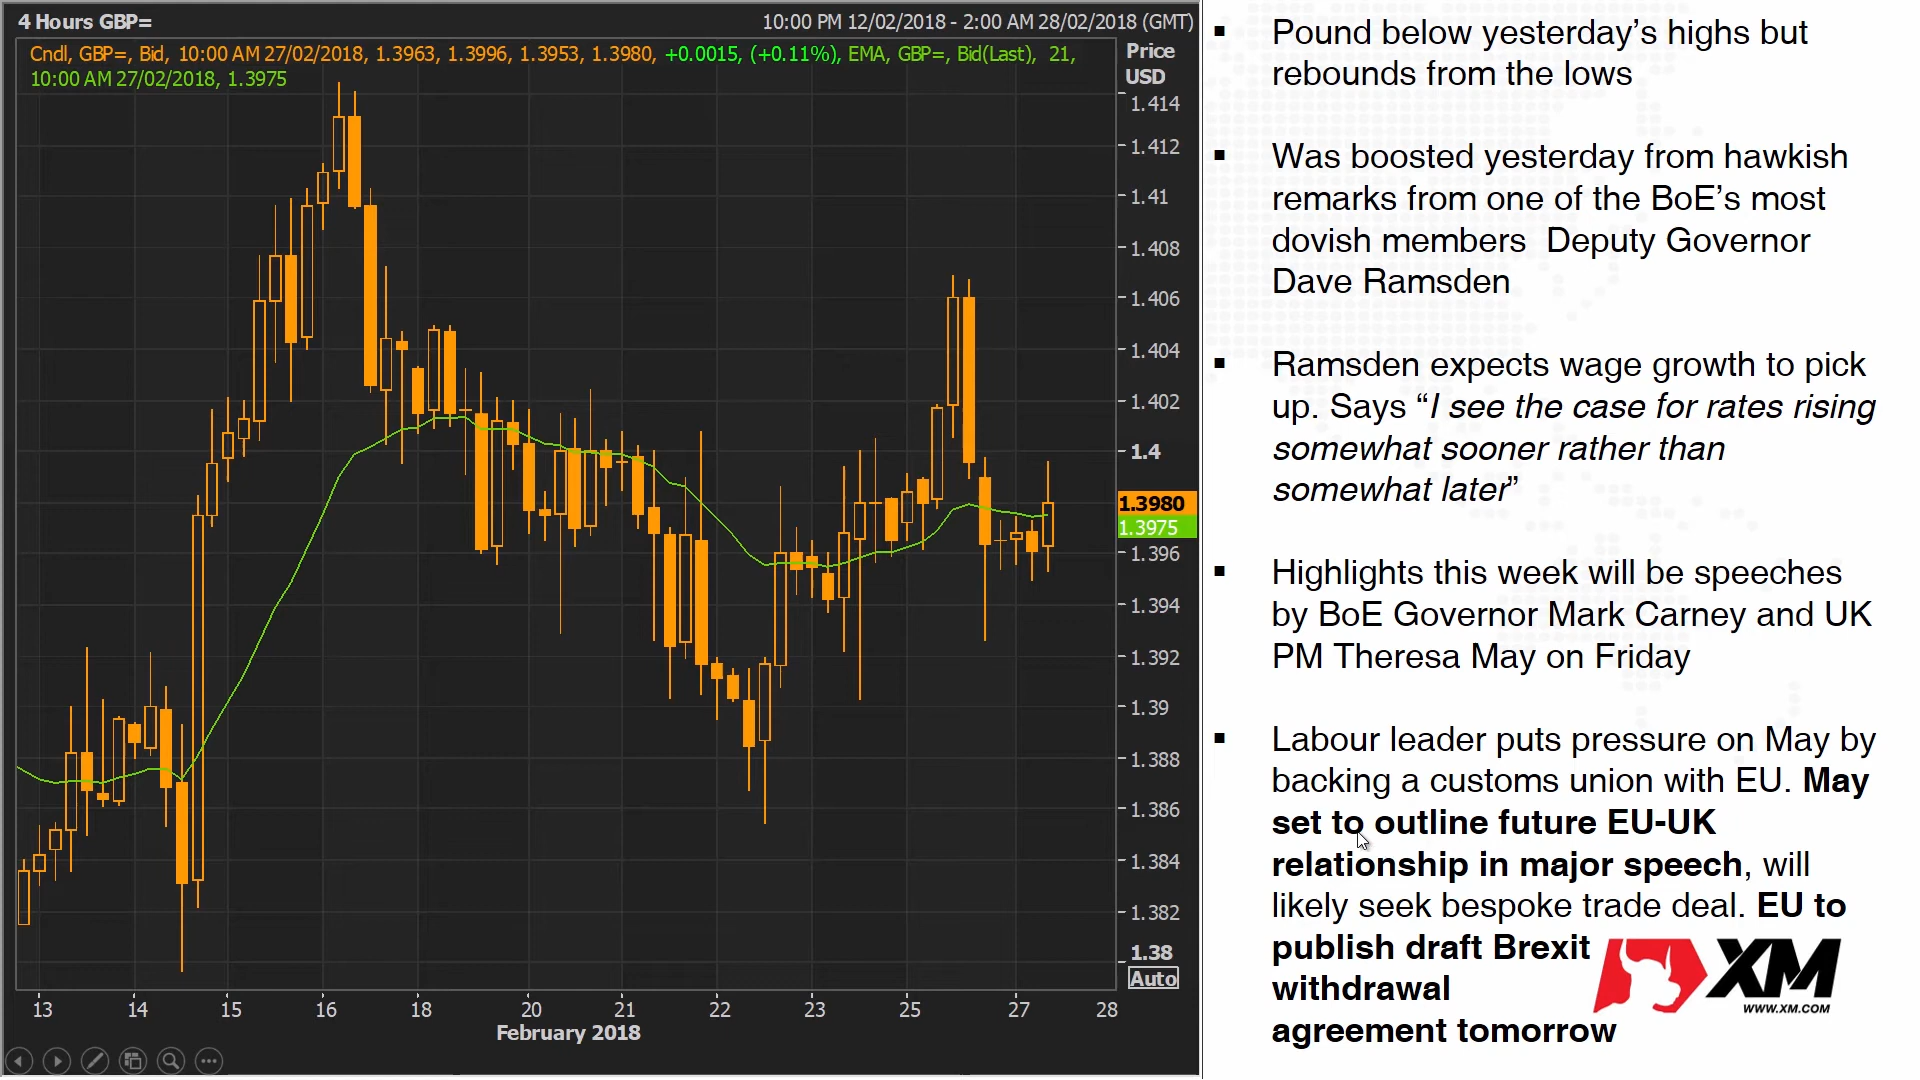 4 Hours GBP=
10:00 PM 12/02/2018 - 2:00 AM 28/02/2018 (GMT)
Cndl, GBP=, Bid, 10:00 AM 27/02/2018, 1.3963, 1.3996, 1.3953, 1.3980, +0.0015, (+0.11%), EMA, GBP=, Bid(Last), 21,
10:00 AM 27/02/2018, 1.3975
Price
USD
1.414
1.412
1.41
1.408
1.406
1.404
1.402
1.4
1.3980
1.3975
1.396
1.394
1.392
1.39
1.388
1.386
1.384
1.382
1.38
Auto
13 14 15 16 18 20 21 22 23 25 27 28
February 2018
▪ Pound below yesterday’s highs but
rebounds from the lows
▪ Was boosted yesterday from hawkish
remarks from one of the BoE’s most
dovish members Deputy Governor
Dave Ramsden
▪ Ramsden expects wage growth to pick
up. Says “I see the case for rates rising
somewhat sooner rather than
somewhat later”
▪ Highlights this week will be speeches
by BoE Governor Mark Carney and UK
PM Theresa May on Friday
▪ Labour leader puts pressure on May by
backing a customs union with EU. May
set to outline future EU-UK
relationship in major speech, will
likely seek bespoke trade deal. EU to
publish draft Brexit
withdrawal
agreement tomorrow
XM
WWW.XM.COM